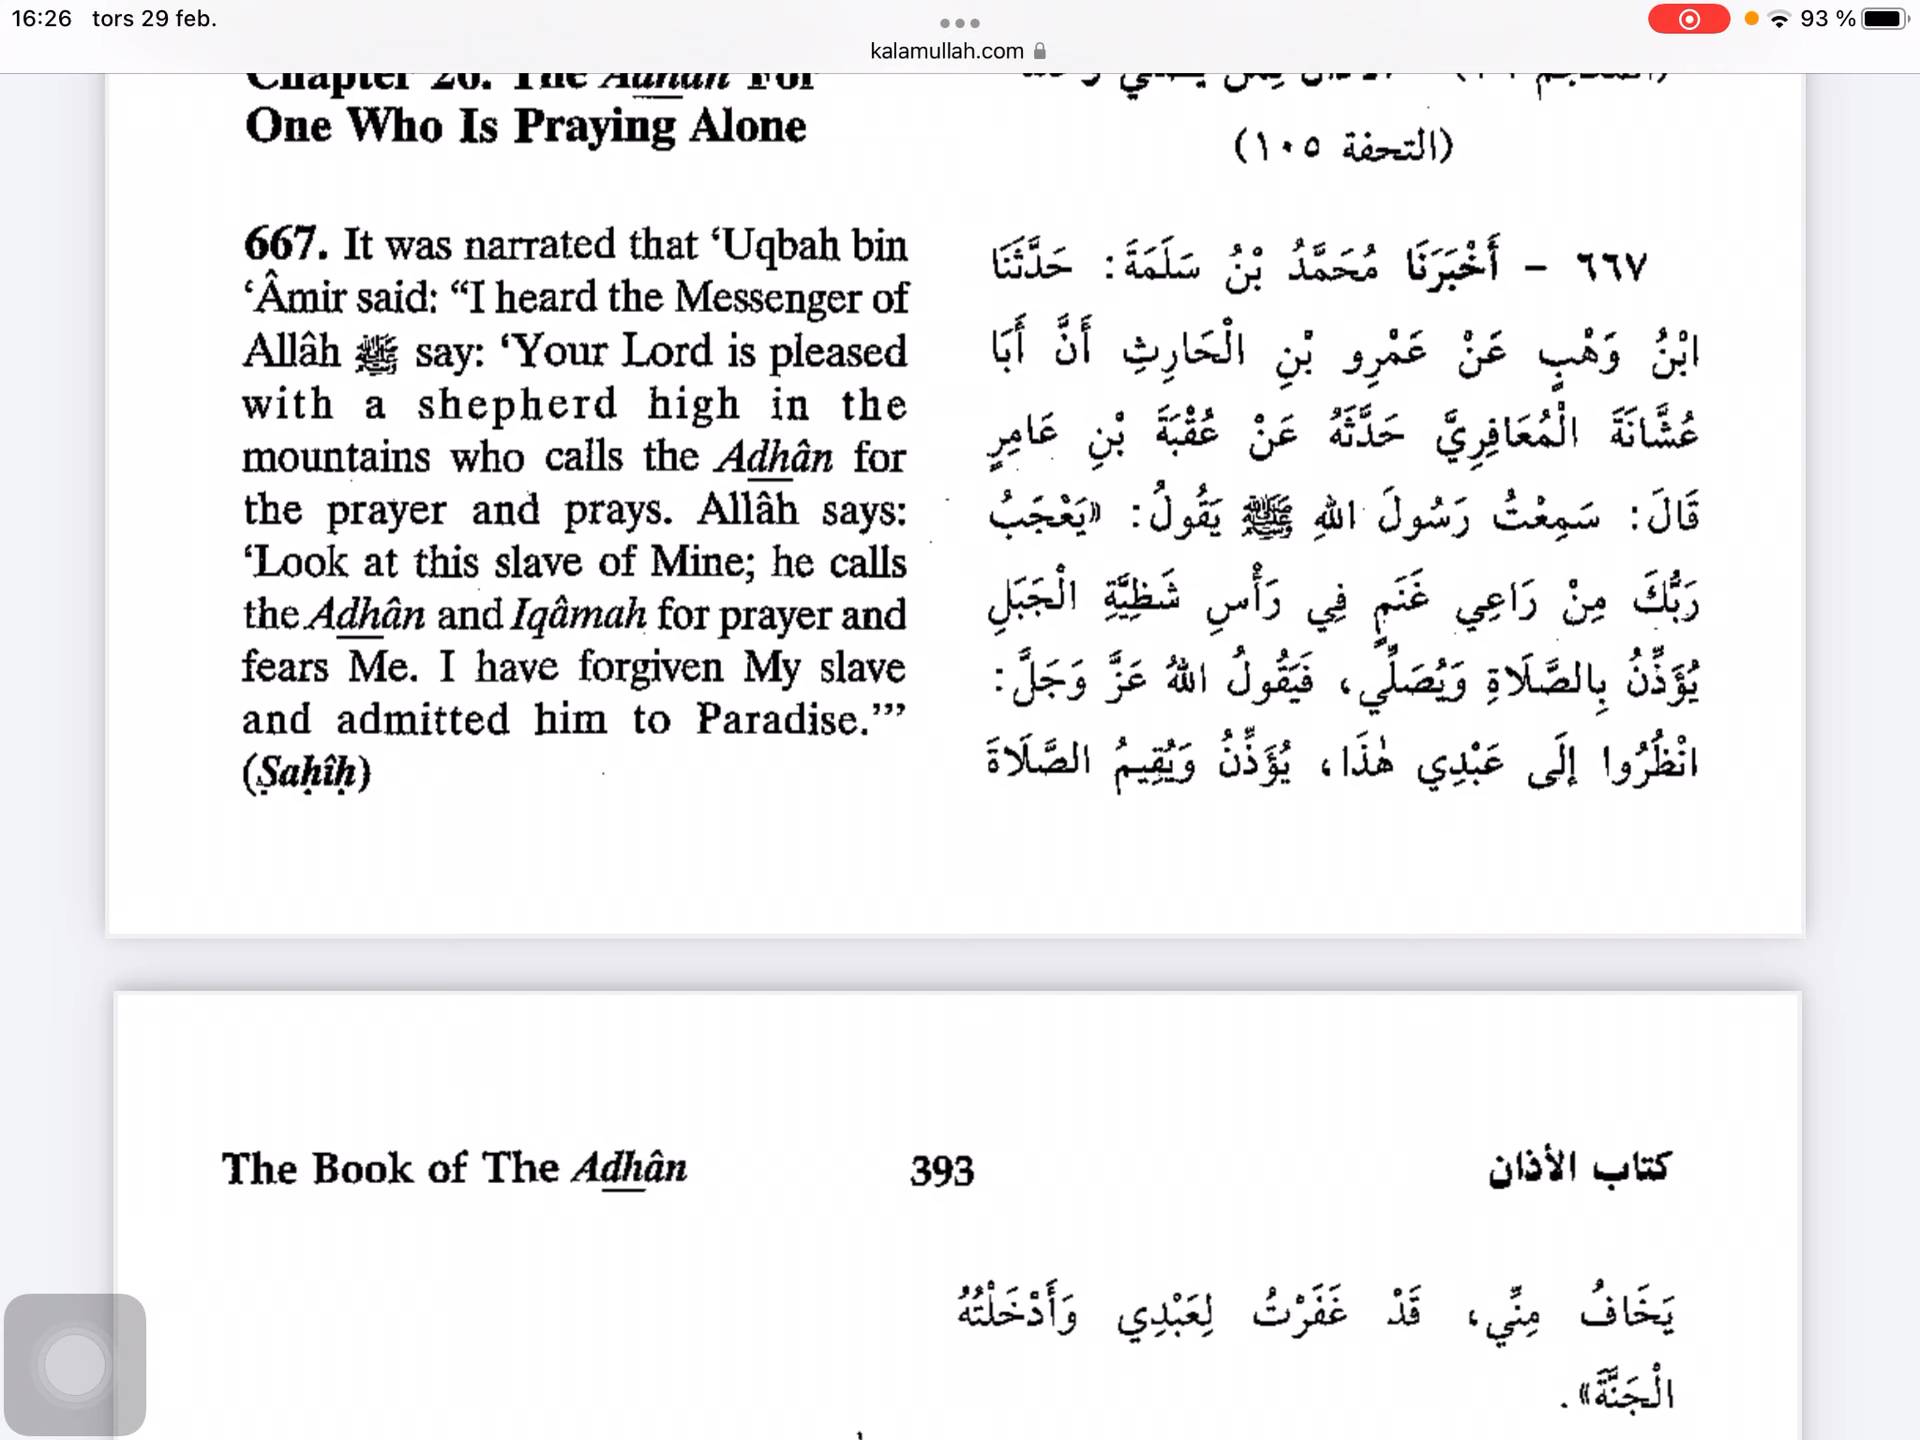 16:26 tors 29 feb.
93 %
kalamullah.com
Chapter 26. The Adhân For
One Who Is Praying Alone
(التحفة ١٠٥)
667. It was narrated that ‘Uqbah bin
‘Âmir said: “I heard the Messenger of
Allâh ﷺ say: ‘Your Lord is pleased
with a shepherd high in the
mountains who calls the Adhân for
the prayer and prays. Allâh says:
‘Look at this slave of Mine; he calls
the Adhân and Iqâmah for prayer and
fears Me. I have forgiven My slave
and admitted him to Paradise.’”
(Ṣaḥîḥ)
٦٦٧ - أَخْبَرَنَا مُحَمَّدُ بْنُ سَلَمَةَ: حَدَّثَنَا
ابْنُ وَهْبٍ عَنْ عَمْرِو بْنِ الْحَارِثِ أَنَّ أَبَا
عُشَّانَةَ الْمُعَافِرِيَّ حَدَّثَهُ عَنْ عُقْبَةَ بْنِ عَامِرٍ
قَالَ: سَمِعْتُ رَسُولَ اللهِ ﷺ يَقُولُ: «يَعْجَبُ
رَبُّكَ مِنْ رَاعِي غَنَمٍ فِي رَأْسِ شَظِيَّةِ الْجَبَلِ
يُؤَذِّنُ بِالصَّلَاةِ وَيُصَلِّي، فَيَقُولُ اللهُ عَزَّ وَجَلَّ:
انْظُرُوا إِلَى عَبْدِي هٰذَا، يُؤَذِّنُ وَيُقِيمُ الصَّلَاةَ
The Book of The Adhân 393 كتاب الأذان
يَخَافُ مِنِّي، قَدْ غَفَرْتُ لِعَبْدِي وَأَدْخَلْتُهُ
الْجَنَّةَ».